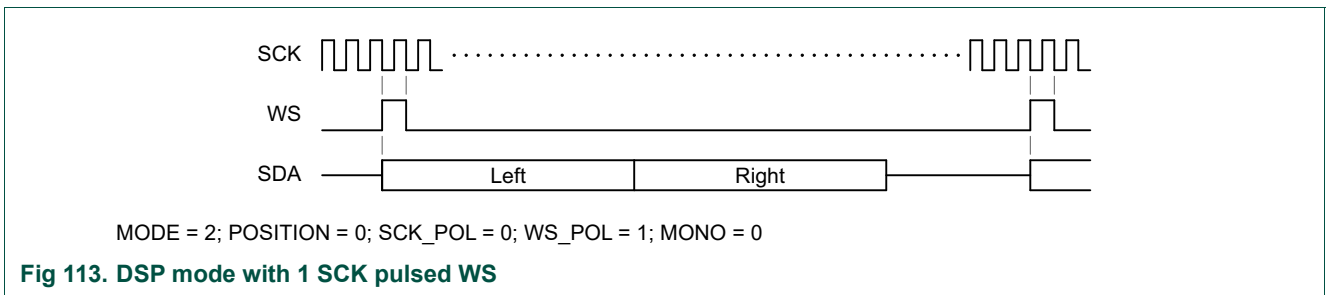 SCK
WS
SDA Left Right
MODE = 2; POSITION = 0; SCK_POL = 0; WS_POL = 1; MONO = 0
Fig 113. DSP mode with 1 SCK pulsed WS